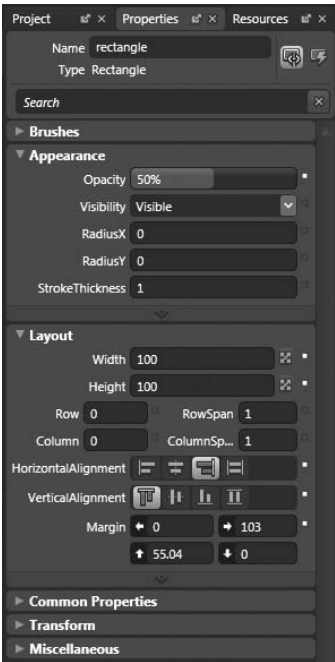 Project Properties Resources
Name rectangle
Type Rectangle
Search
Brushes
Appearance
Opacity 50%
Visibility Visible
RadiusX 0
RadiusY 0
StrokeThickness 1
Layout
Width 100
Height 100
Row 0 RowSpan 1
Column 0 ColumnSp... 1
HorizontalAlignment
VerticalAlignment
Margin 0 103
55.04 0
Common Properties
Transform
Miscellaneous